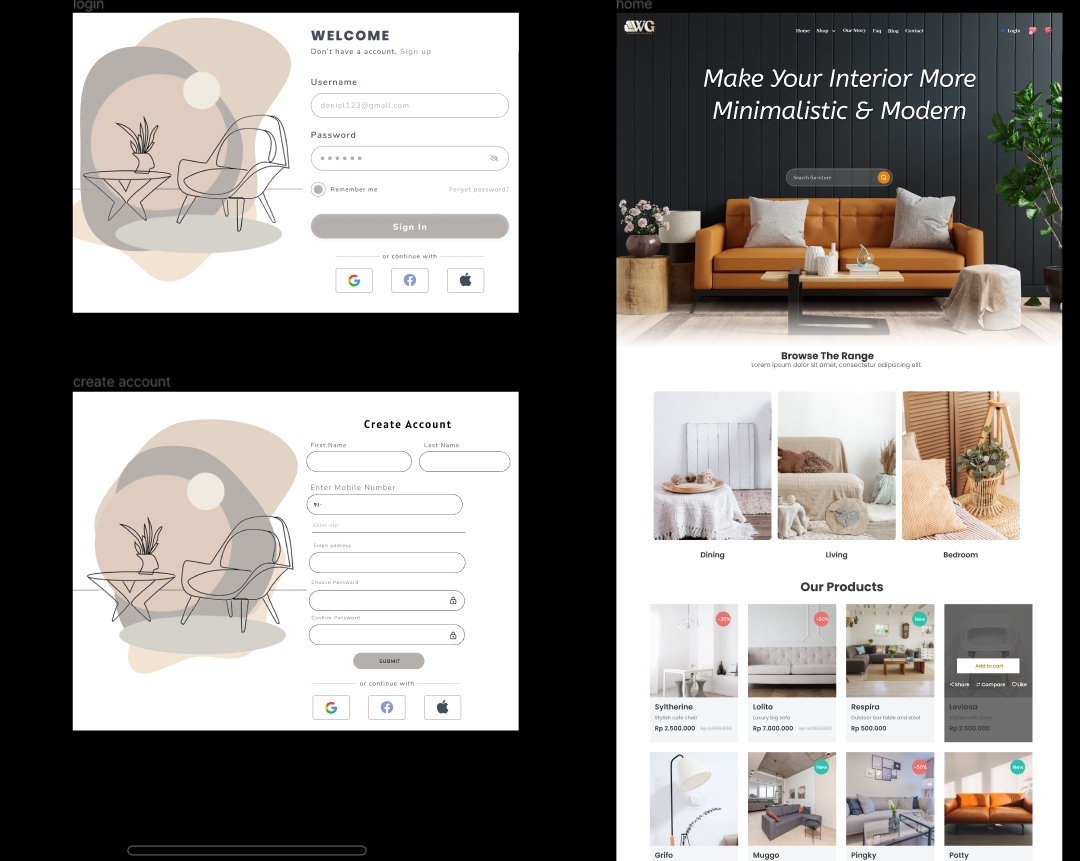 login
WELCOME
Don't have a account, Sign up
Username
deniel123@gmail.com
Password
Remember me
Forget password?
Sign In
or continue with
create account
Create Account
First Name
Last Name
Enter Mobile Number
91-
Enter otp
Email address
Choose Password
Confirm Password
SUBMIT
or continue with
home
WG
Home Shop Our Story Faq Blog Contact
Login
Make Your Interior More
Minimalistic & Modern
Search furniture
Browse The Range
Lorem ipsum dolor sit amet, consectetur adipiscing elit.
Dining
Living
Bedroom
Our Products
-30%
Syltherine
Stylish cafe chair
Rp 2.500.000 Rp 3.500.000
-50%
Lolito
Luxury big sofa
Rp 7.000.000 Rp 14.000.000
New
Respira
Outdoor bar table and stool
Rp 500.000
Add to cart
Share Compare Like
Leviosa
Stylish cafe chair
Rp 2.500.000
Grifo
New
Muggo
-50%
Pingky
New
Potty